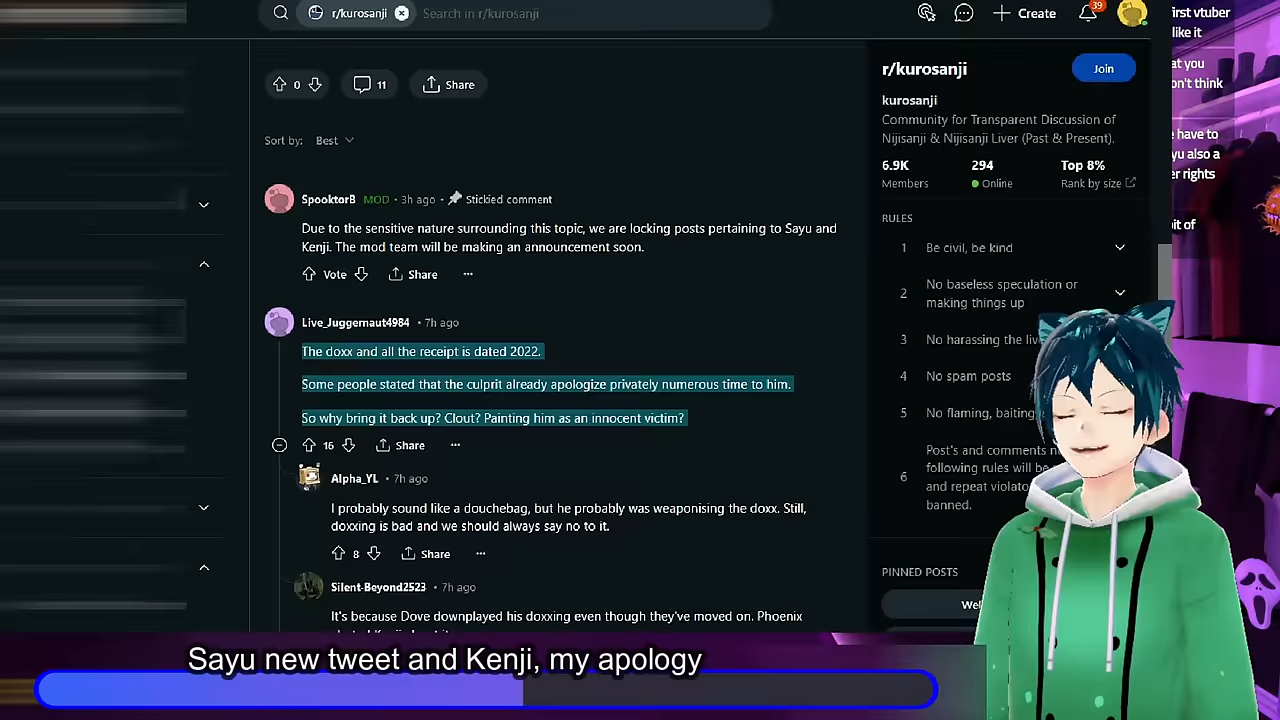 r/kurosanji
Search in r/kurosanji
Create
39
irst vtuber
like it
at you
n't think
e have to
yu also a
er rights
it of
0
11
Share
Sort by:
Best
SpooktorB MOD • 3h ago • Stickied comment
Due to the sensitive nature surrounding this topic, we are locking posts pertaining to Sayu and
Kenji. The mod team will be making an announcement soon.
Vote
Share
Live_Juggernaut4984 • 7h ago
The doxx and all the receipt is dated 2022.
Some people stated that the culprit already apologize privately numerous time to him.
So why bring it back up? Clout? Painting him as an innocent victim?
16
Share
Alpha_YL • 7h ago
I probably sound like a douchebag, but he probably was weaponising the doxx. Still,
doxxing is bad and we should always say no to it.
8
Share
Silent-Beyond2523 • 7h ago
It's because Dove downplayed his doxxing even though they've moved on. Phoenix
r/kurosanji
Join
kurosanji
Community for Transparent Discussion of
Nijisanji & Nijisanji Liver (Past & Present).
6.9K
294
Top 8%
Members
Online
Rank by size
RULES
1 Be civil, be kind
2 No baseless speculation or
making things up
3 No harassing the liv
4 No spam posts
5 No flaming, baiting
6 Post's and comments n
following rules will be
and repeat violato
banned.
PINNED POSTS
Wel
Sayu new tweet and Kenji, my apology